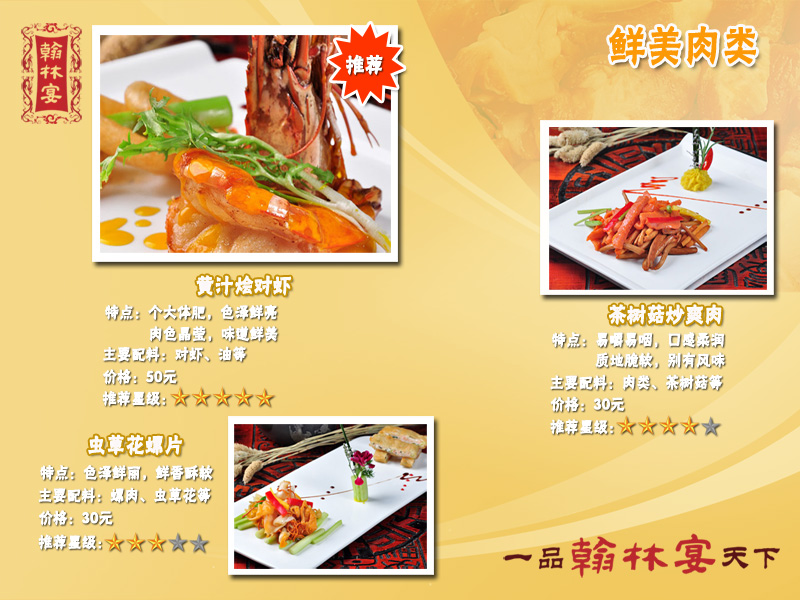 翰林宴
推荐
鲜美肉类
黄汁烩对虾
特点：个大体肥，色泽鲜亮
肉色晶莹，味道鲜美
主要配料：对虾、油等
价格：50元
推荐星级：
茶树菇炒爽肉
特点：易嚼易咽，口感柔润
质地脆软，别有风味
主要配料：肉类、茶树菇等
价格：30元
推荐星级：
虫草花螺片
特点：色泽鲜丽，鲜香酥软
主要配料：螺肉、虫草花等
价格：30元
推荐星级：
一品翰林宴天下